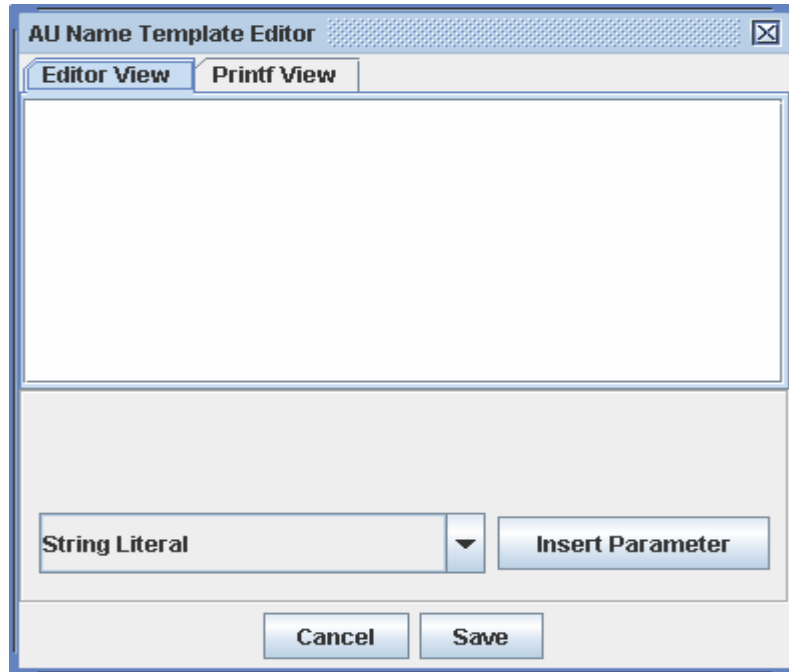 AU Name Template Editor
Editor View Printf View
String Literal Insert Parameter
Cancel Save